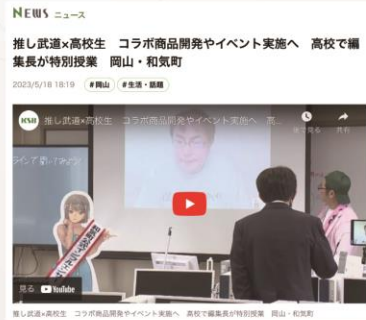 NEWS ニュース
推し武道×高校生　コラボ商品開発やイベント実施へ　高校で編
集長が特別授業　岡山・和気町
2023/5/18 18:19 #岡山 #生活・話題
KSB 推し武道×高校生　コラボ商品開発やイベント実施へ　高...
後で見る 共有
見る YouTube
推し武道×高校生　コラボ商品開発やイベント実施へ　高校で編集長が特別授業　岡山・和気町